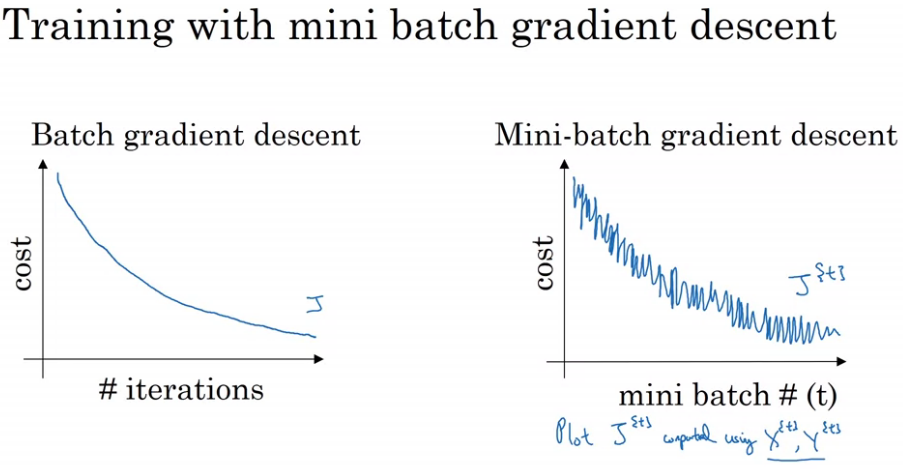 Training with mini batch gradient descent
Batch gradient descent
cost
J
# iterations
Mini-batch gradient descent
cost
J^{t}
mini batch # (t)
Plot J^{t} computed using X^{t}, Y^{t}